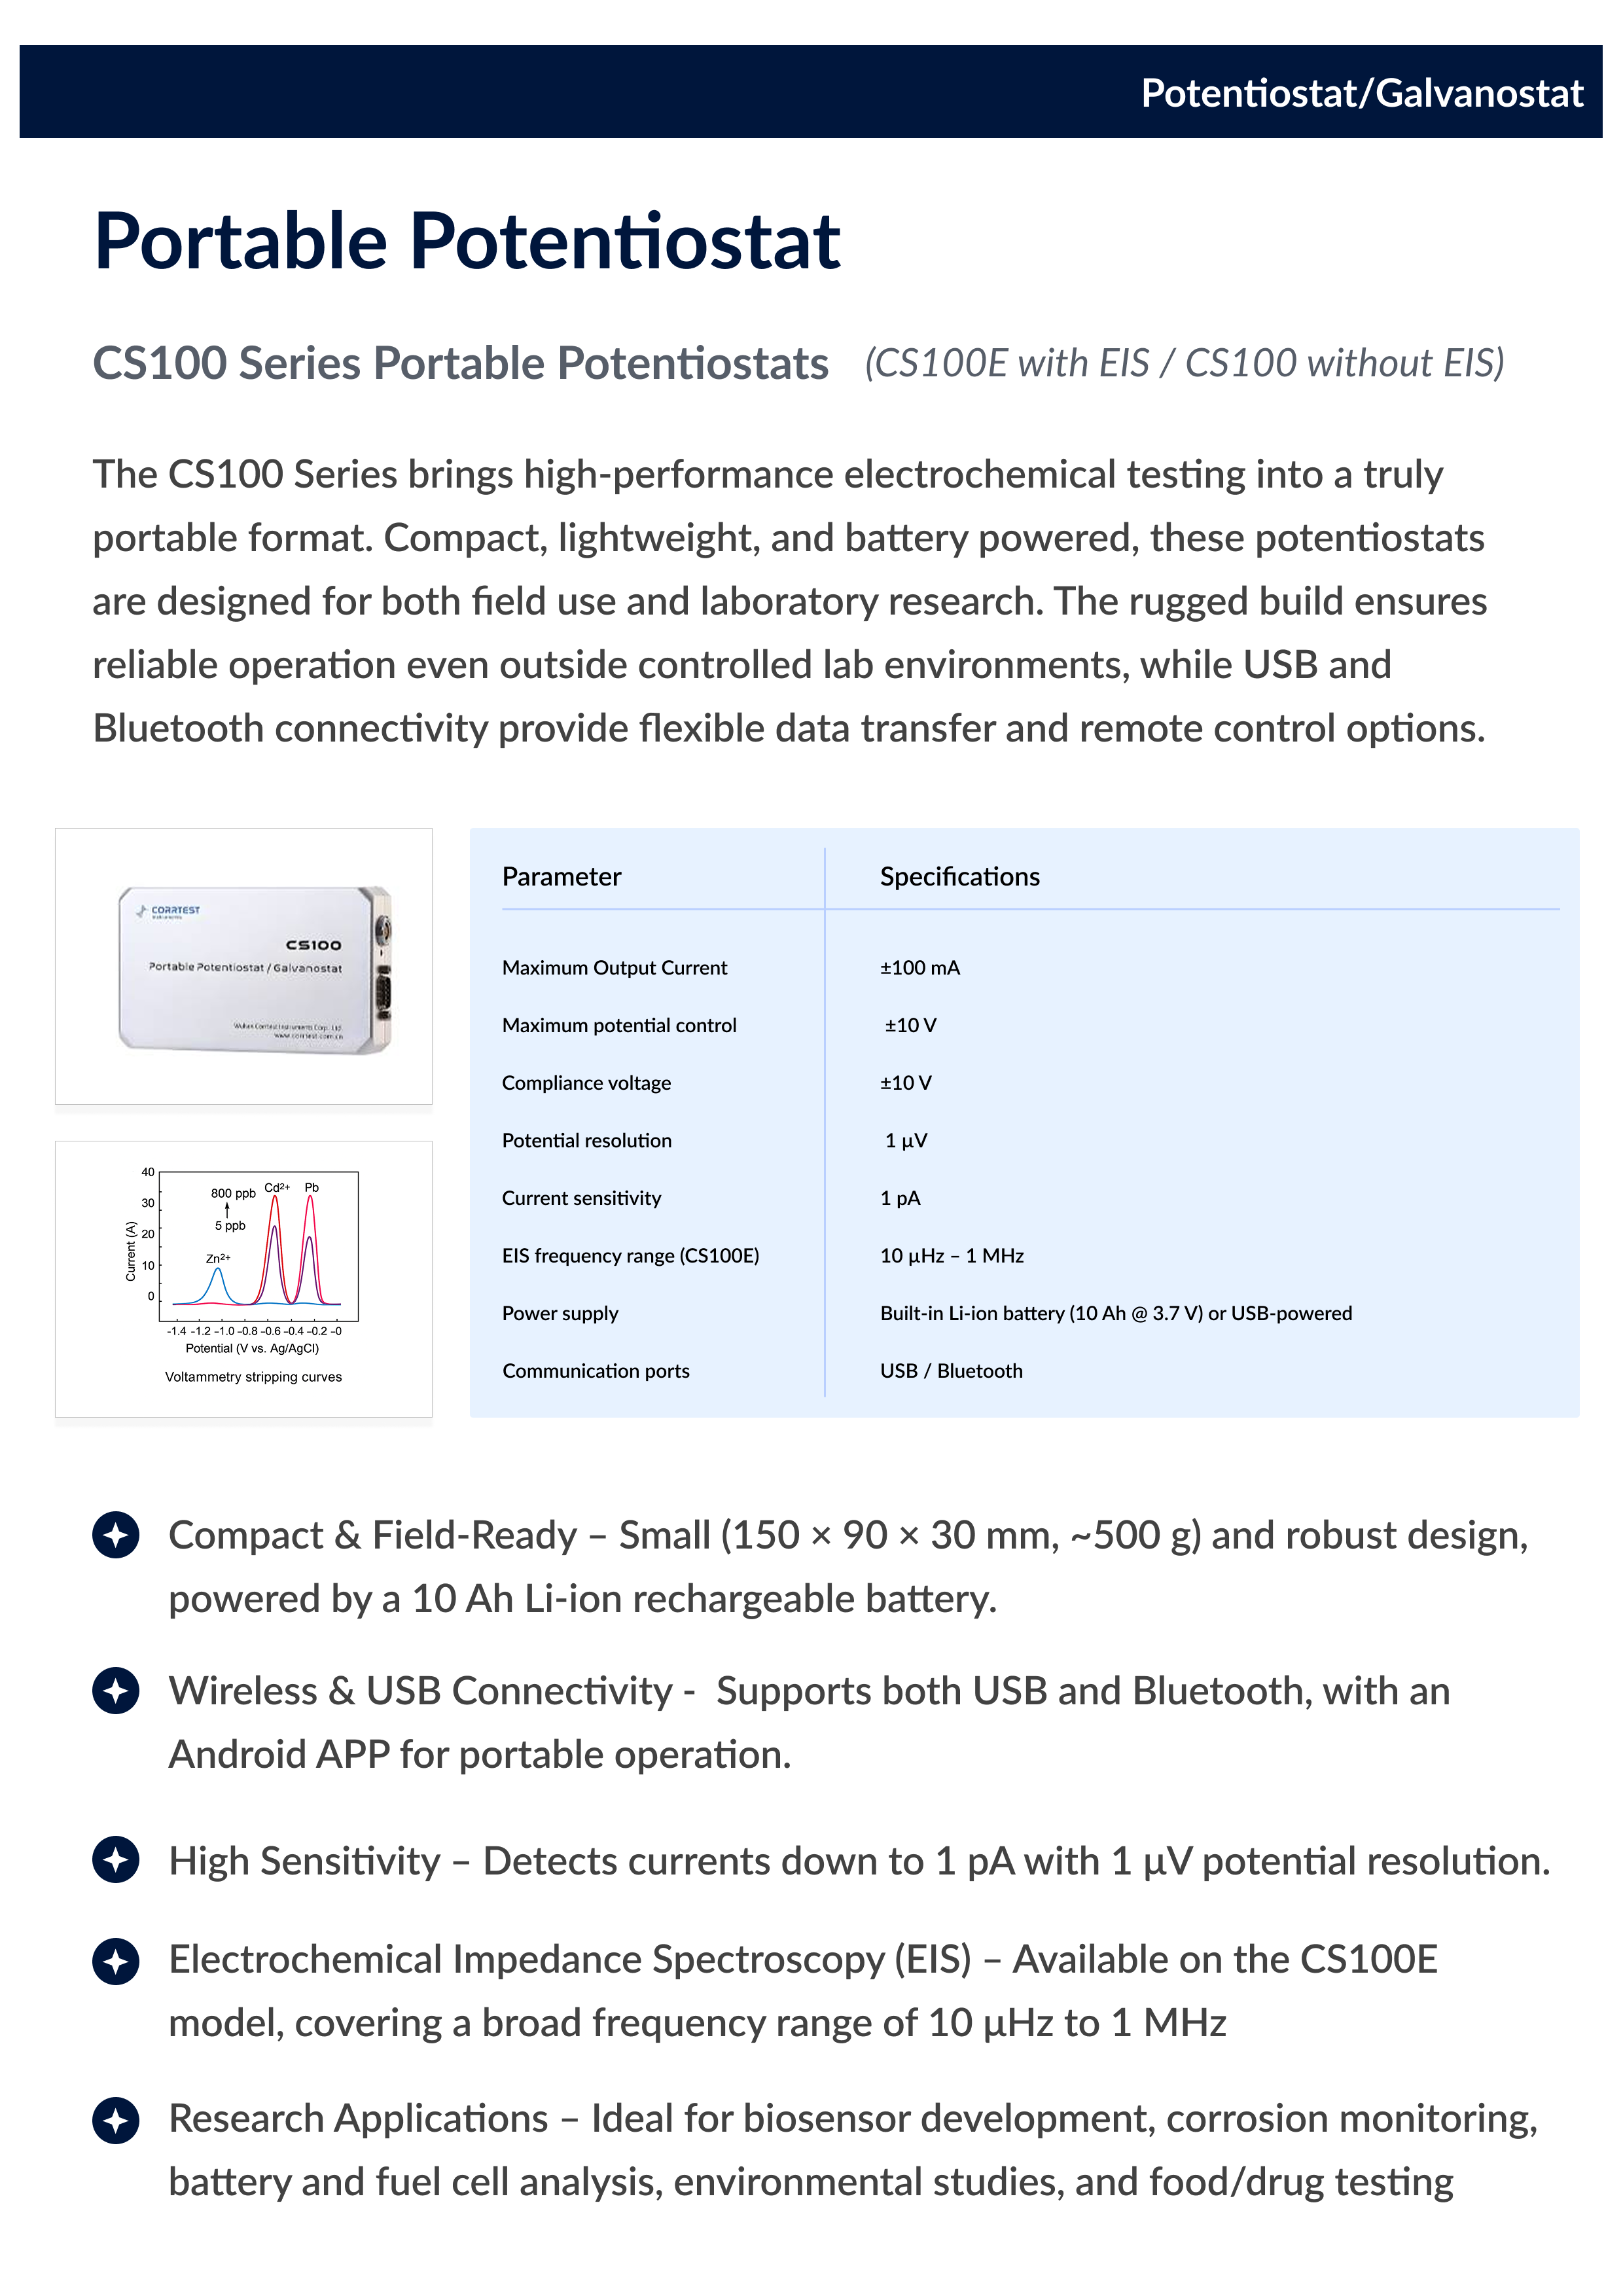 Potentiostat/Galvanostat
Portable Potentiostat
CS100 Series Portable Potentiostats (CS100E with EIS / CS100 without EIS)
The CS100 Series brings high-performance electrochemical testing into a truly
portable format. Compact, lightweight, and battery powered, these potentiostats
are designed for both field use and laboratory research. The rugged build ensures
reliable operation even outside controlled lab environments, while USB and
Bluetooth connectivity provide flexible data transfer and remote control options.
CORRTEST
CS100
Portable Potentiostat / Galvanostat
Wuhan Corrtest Instruments Corp., Ltd.
www.corrtest.com.cn
Parameter Specifications
Maximum Output Current ±100 mA
Maximum potential control ±10 V
Compliance voltage ±10 V
Potential resolution 1 µV
Current sensitivity 1 pA
EIS frequency range (CS100E) 10 µHz – 1 MHz
Power supply Built-in Li-ion battery (10 Ah @ 3.7 V) or USB-powered
Communication ports USB / Bluetooth
40
30
20
10
0
Current (A)
800 ppb
5 ppb
Zn2+
Cd2+
Pb
-1.4 -1.2 -1.0 -0.8 -0.6 -0.4 -0.2 -0
Potential (V vs. Ag/AgCl)
Voltammetry stripping curves
Compact & Field-Ready – Small (150 × 90 × 30 mm, ~500 g) and robust design,
powered by a 10 Ah Li-ion rechargeable battery.
Wireless & USB Connectivity - Supports both USB and Bluetooth, with an
Android APP for portable operation.
High Sensitivity – Detects currents down to 1 pA with 1 µV potential resolution.
Electrochemical Impedance Spectroscopy (EIS) – Available on the CS100E
model, covering a broad frequency range of 10 µHz to 1 MHz
Research Applications – Ideal for biosensor development, corrosion monitoring,
battery and fuel cell analysis, environmental studies, and food/drug testing